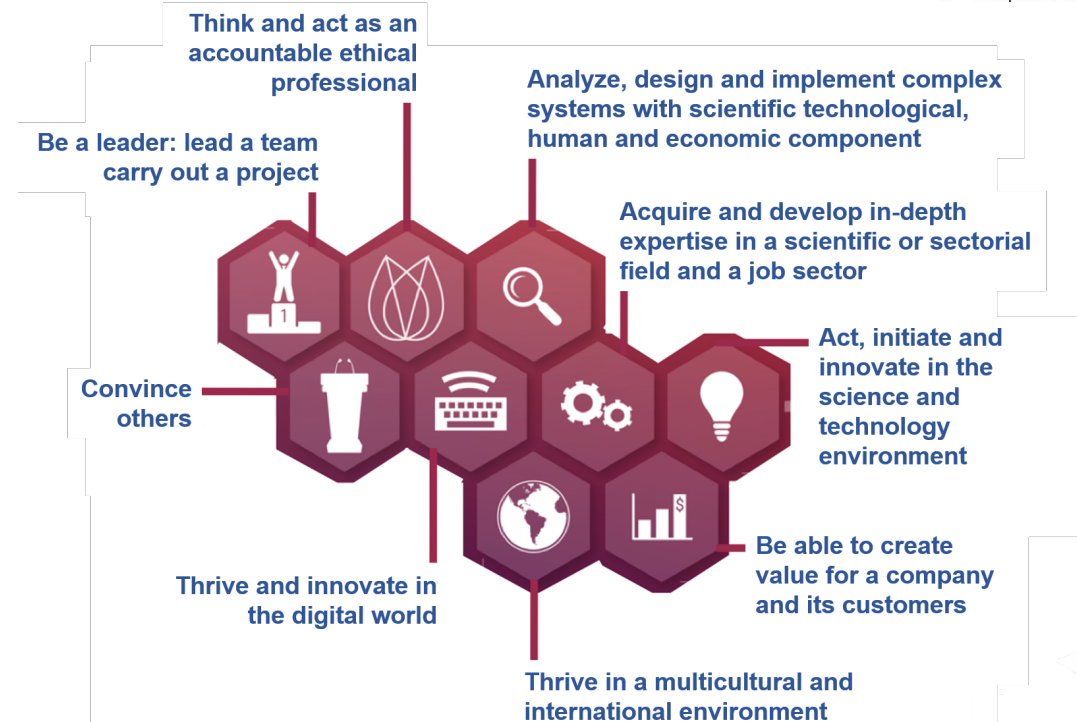 Think and act as an
accountable ethical
professional
Analyze, design and implement complex
systems with scientific technological,
human and economic component
Be a leader: lead a team
carry out a project
Acquire and develop in-depth
expertise in a scientific or sectorial
field and a job sector
1
Act, initiate and
innovate in the
science and
technology
environment
Convince
others
$
Be able to create
value for a company
and its customers
Thrive and innovate in
the digital world
Thrive in a multicultural and
international environment